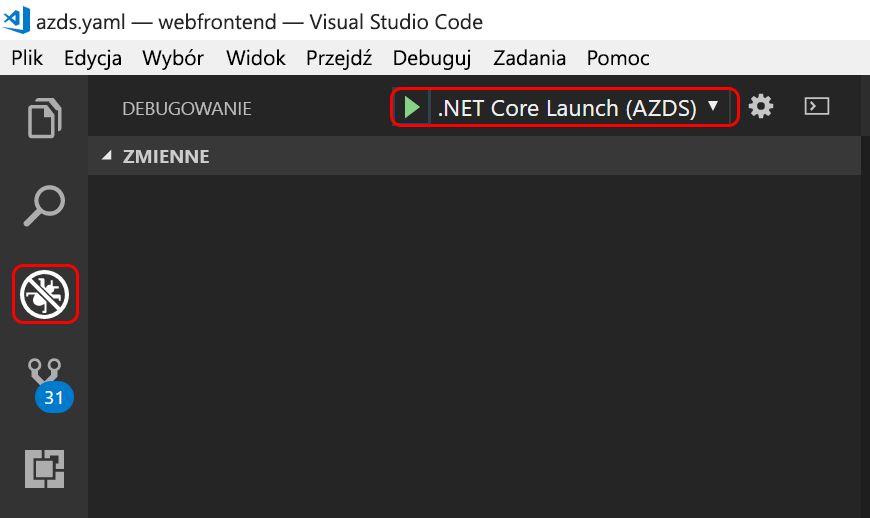 azds.yaml — webfrontend — Visual Studio Code
Plik Edycja Wybór Widok Przejdź Debuguj Zadania Pomoc
DEBUGOWANIE .NET Core Launch (AZDS)
ZMIENNE
31